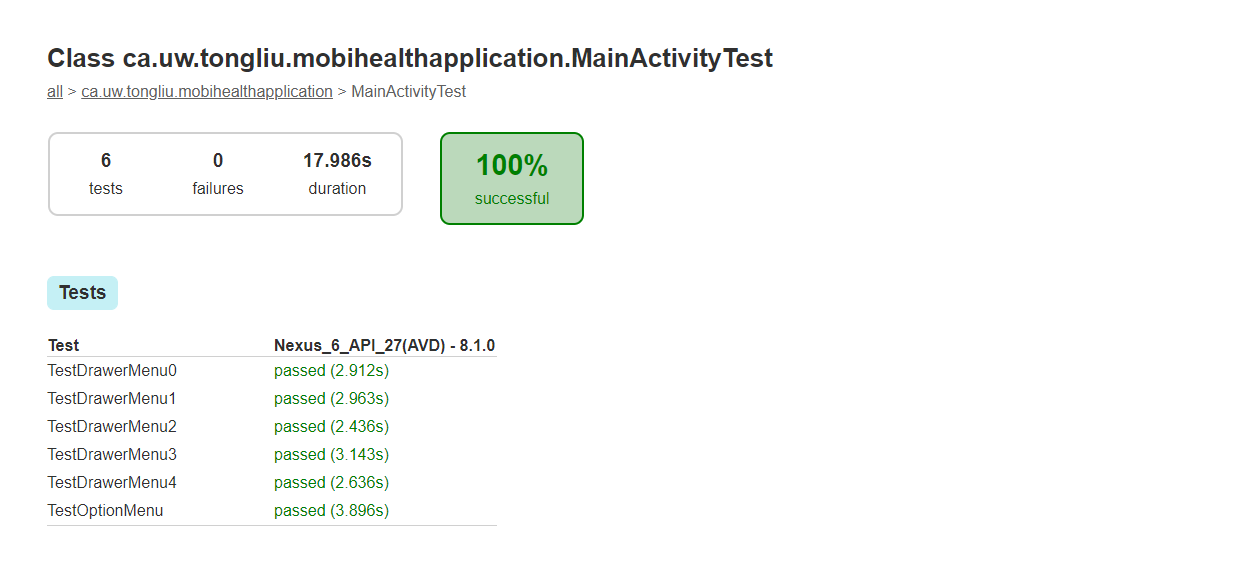 Class ca.uw.tongliu.mobihealthapplication.MainActivityTest
all > ca.uw.tongliu.mobihealthapplication > MainActivityTest
6 0 17.986s
tests failures duration
100%
successful
Tests
Test Nexus_6_API_27(AVD) - 8.1.0
TestDrawerMenu0 passed (2.912s)
TestDrawerMenu1 passed (2.963s)
TestDrawerMenu2 passed (2.436s)
TestDrawerMenu3 passed (3.143s)
TestDrawerMenu4 passed (2.636s)
TestOptionMenu passed (3.896s)